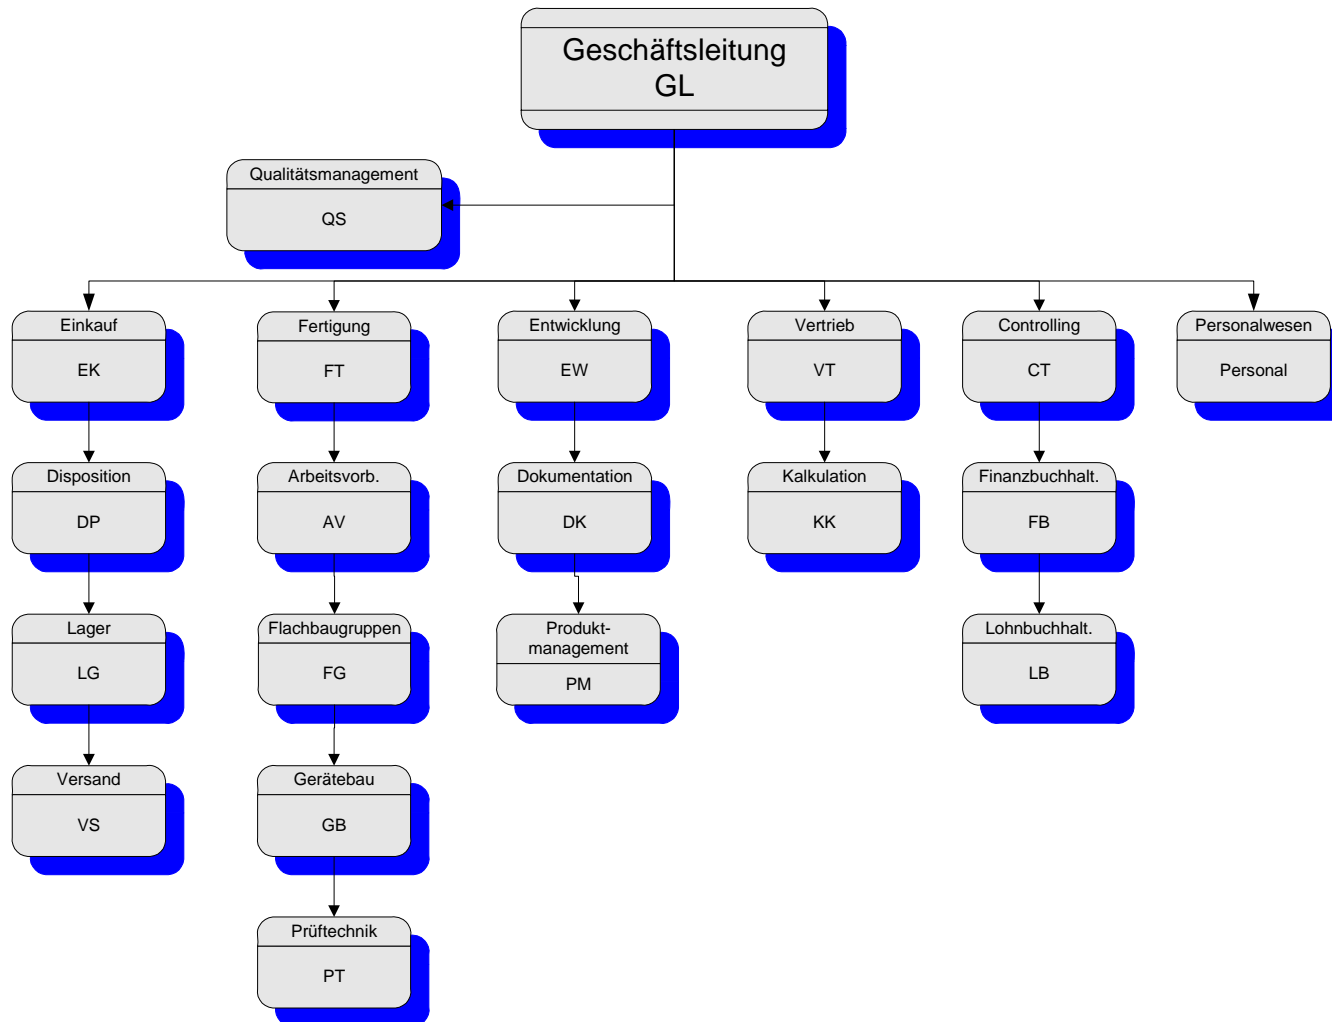 Geschäftsleitung
GL
Qualitätsmanagement
QS
Einkauf
EK
Fertigung
FT
Entwicklung
EW
Vertrieb
VT
Controlling
CT
Personalwesen
Personal
Disposition
DP
Arbeitsvorb.
AV
Dokumentation
DK
Kalkulation
KK
Finanzbuchhalt.
FB
Lager
LG
Flachbaugruppen
FG
Produkt-
management
PM
Lohnbuchhalt.
LB
Versand
VS
Gerätebau
GB
Prüftechnik
PT